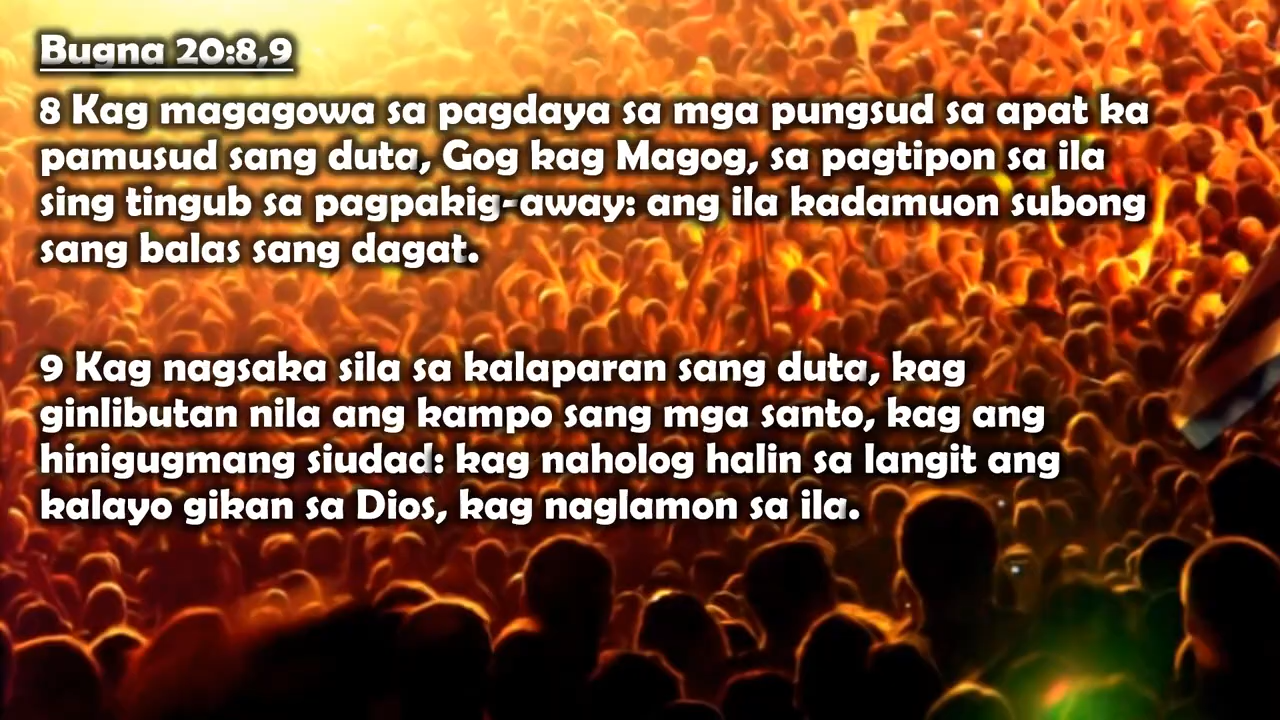 Bugna 20:8,9
8 Kag magagowa sa pagdaya sa mga pungsud sa apat ka
pamusud sang duta, Gog kag Magog, sa pagtipon sa ila
sing tingub sa pagpakig-away: ang ila kadamuon subong
sang balas sang dagat.
9 Kag nagsaka sila sa kalaparan sang duta, kag
ginlibutan nila ang kampo sang mga santo, kag ang
hinigugmang siudad: kag naholog halin sa langit ang
kalayo gikan sa Dios, kag naglamon sa ila.